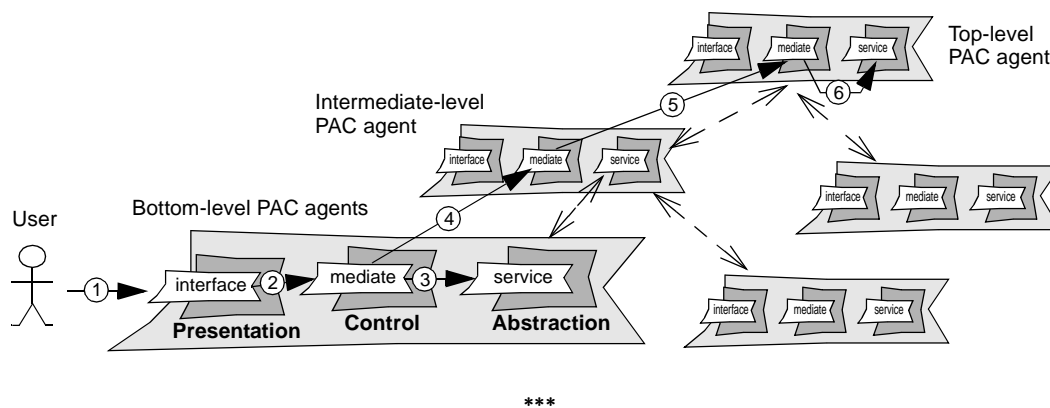 interface
mediate
service
Top-level
PAC agent
6
5
Intermediate-level
PAC agent
interface
mediate
service
interface
mediate
service
User
Bottom-level PAC agents
4
1
interface
2
mediate
3
service
Presentation
Control
Abstraction
interface
mediate
service
***